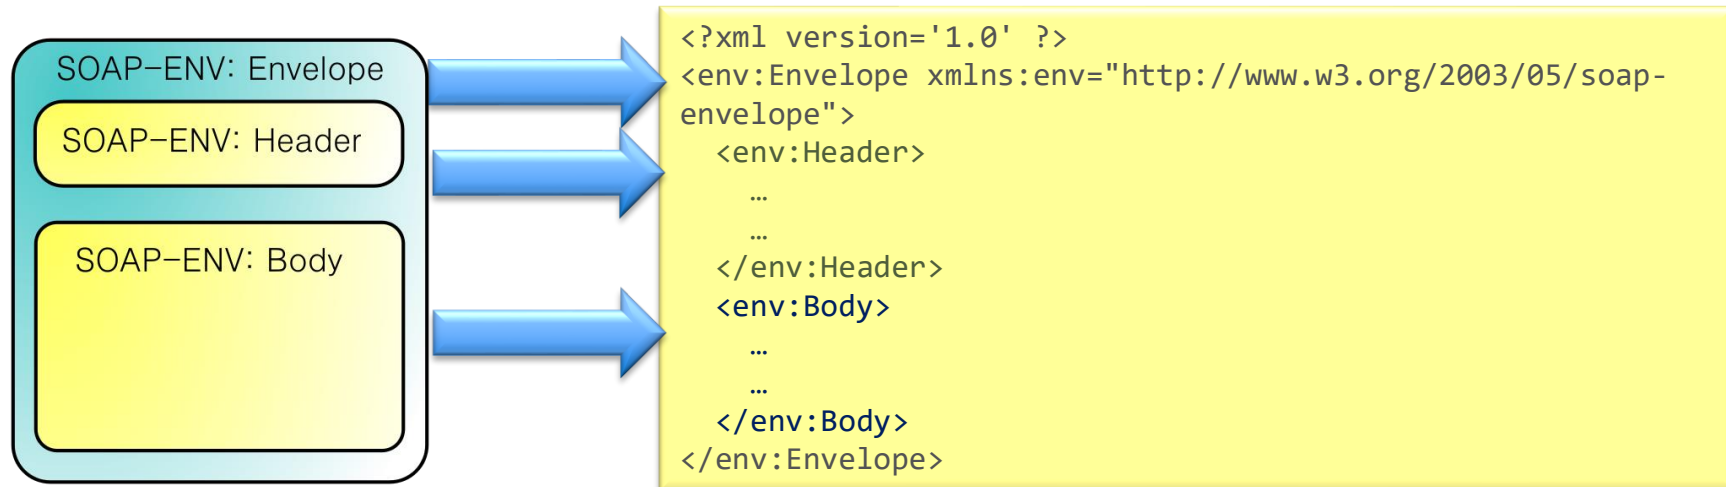 SOAP-ENV: Envelope
SOAP-ENV: Header
SOAP-ENV: Body
<?xml version='1.0' ?>
<env:Envelope xmlns:env="http://www.w3.org/2003/05/soap-
envelope">
<env:Header>
…
…
</env:Header>
<env:Body>
…
…
</env:Body>
</env:Envelope>